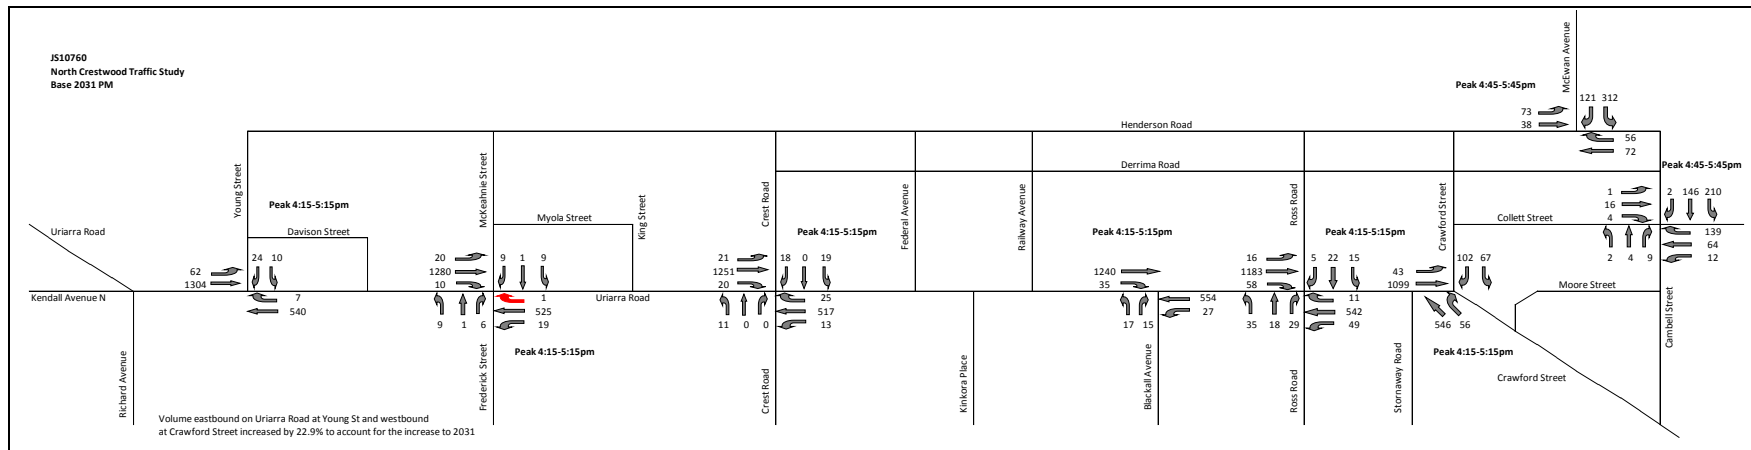 JS10760
North Crestwood Traffic Study
Base 2031 PM
McEwan Avenue
Peak 4:45-5:45pm
121 312
73
38
Henderson Road
56
72
Derrima Road
Peak 4:45-5:45pm
Young Street
McKeahnie Street
Crest Road
Federal Avenue
Railway Avenue
Ross Road
Crawford Street
1
16
4
2 146 210
Peak 4:15-5:15pm
Myola Street
King Street
Collett Street
Uriarra Road
Davison Street
Peak 4:15-5:15pm
Peak 4:15-5:15pm
Peak 4:15-5:15pm
139
64
12
2 4 9
24 10
62
1304
20
1280
10
9 1 9
21
1251
20
18 0 19
1240
35
16
1183
58
5 22 15
43
1099
102 67
Kendall Avenue N
7
540
1
525
19
Uriarra Road
25
517
13
554
27
11
542
49
Moore Street
9 1 6
11 0 0
17 15
35 18 29
546 56
Peak 4:15-5:15pm
Peak 4:15-5:15pm
Richard Avenue
Frederick Street
Crest Road
Kinkora Place
Blackall Avenue
Ross Road
Stornaway Road
Crawford Street
Cambell Street
Volume eastbound on Uriarra Road at Young St and westbound
at Crawford Street increased by 22.9% to account for the increase to 2031